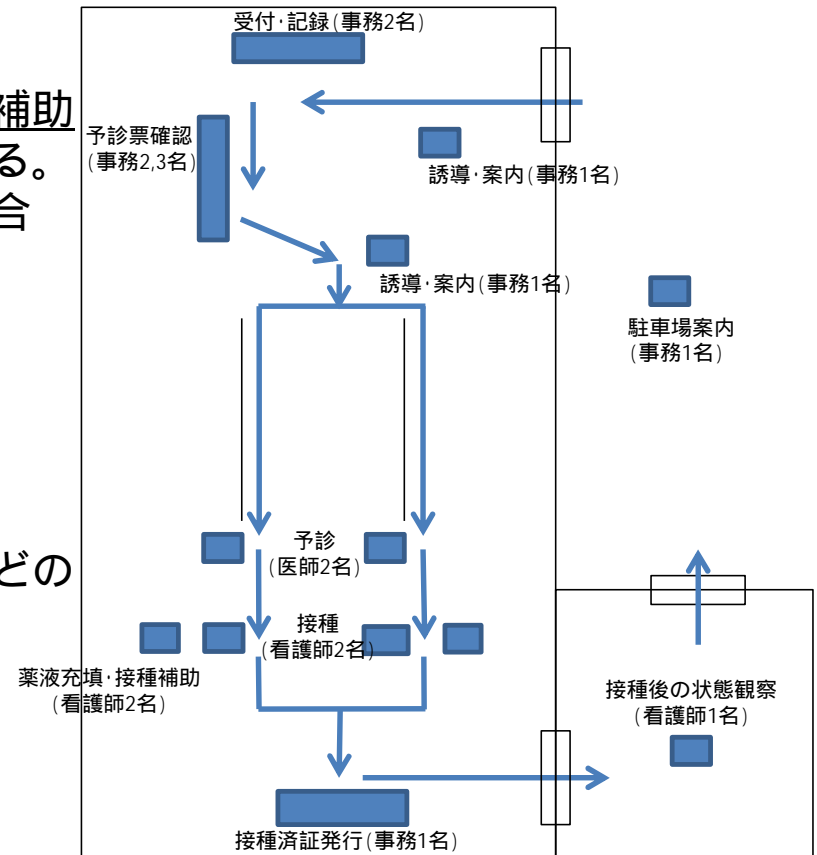 受付･記録(事務2名)
補助
る。
合
予診票確認
(事務2,3名)
誘導･案内(事務1名)
誘導･案内(事務1名)
駐車場案内
(事務1名)
どの
予診
(医師2名)
接種
(看護師2名)
薬液充填･接種補助
(看護師2名)
接種後の状態観察
(看護師1名)
接種済証発行(事務1名)